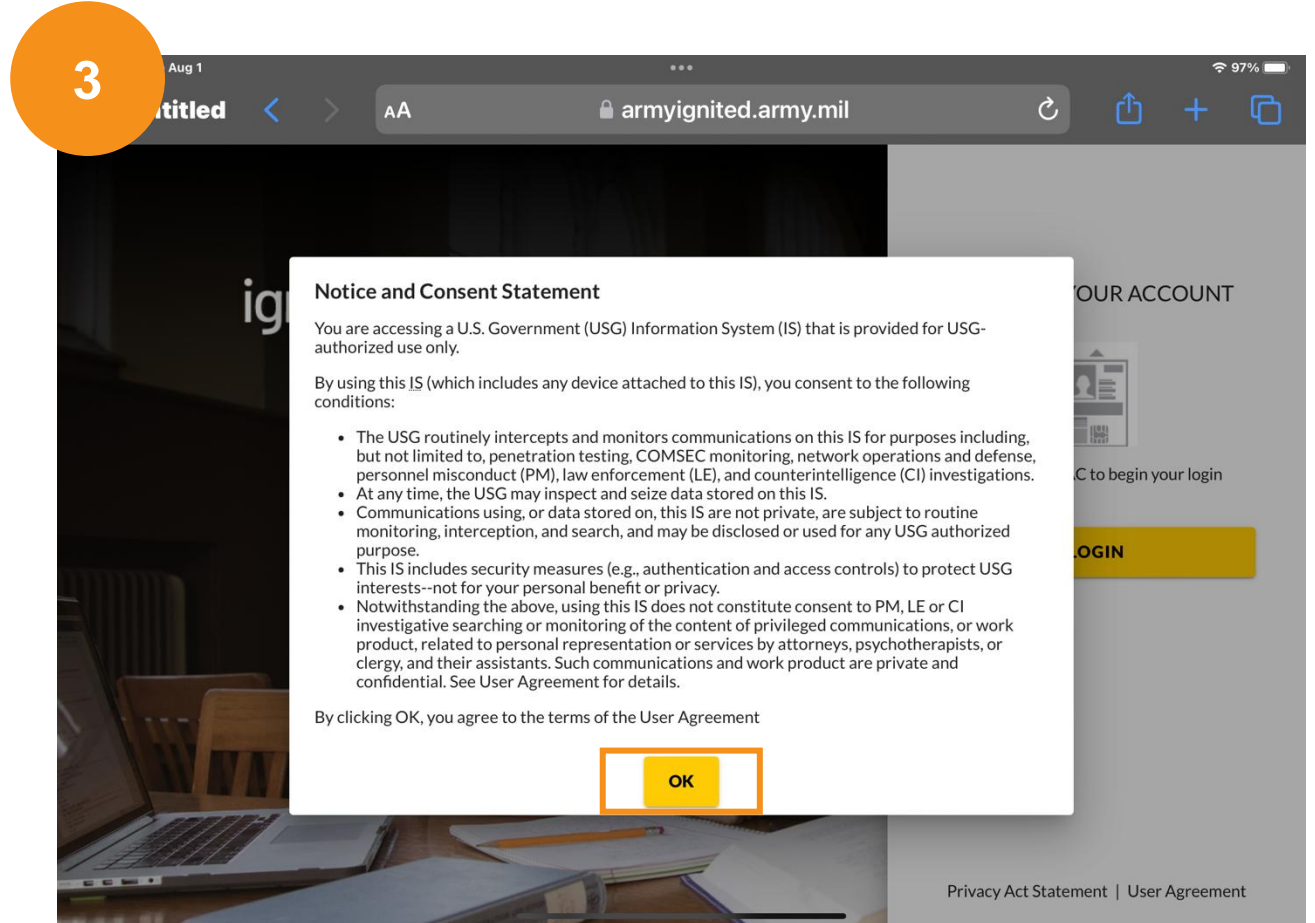 3
Aug 1
97%
titled
AA
armyignited.army.mil
ig
OUR ACCOUNT
C to begin your login
OGIN
Notice and Consent Statement
You are accessing a U.S. Government (USG) Information System (IS) that is provided for USG-
authorized use only.
By using this IS (which includes any device attached to this IS), you consent to the following
conditions:
• The USG routinely intercepts and monitors communications on this IS for purposes including,
but not limited to, penetration testing, COMSEC monitoring, network operations and defense,
personnel misconduct (PM), law enforcement (LE), and counterintelligence (CI) investigations.
• At any time, the USG may inspect and seize data stored on this IS.
• Communications using, or data stored on, this IS are not private, are subject to routine
monitoring, interception, and search, and may be disclosed or used for any USG authorized
purpose.
• This IS includes security measures (e.g., authentication and access controls) to protect USG
interests--not for your personal benefit or privacy.
• Notwithstanding the above, using this IS does not constitute consent to PM, LE or CI
investigative searching or monitoring of the content of privileged communications, or work
product, related to personal representation or services by attorneys, psychotherapists, or
clergy, and their assistants. Such communications and work product are private and
confidential. See User Agreement for details.
By clicking OK, you agree to the terms of the User Agreement
OK
Privacy Act Statement | User Agreement